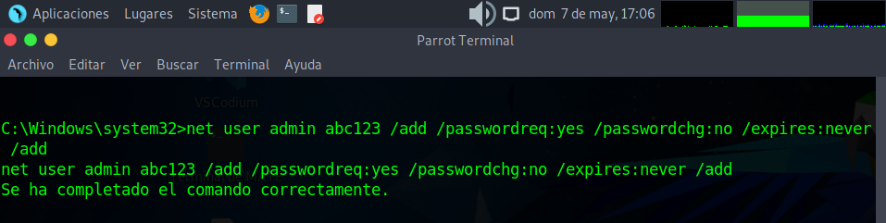 Aplicaciones Lugares Sistema dom 7 de may, 17:06
Parrot Terminal
Archivo Editar Ver Buscar Terminal Ayuda
VSCodium
C:\Windows\system32>net user admin abc123 /add /passwordreq:yes /passwordchg:no /expires:never
/add
net user admin abc123 /add /passwordreq:yes /passwordchg:no /expires:never /add
Se ha completado el comando correctamente.